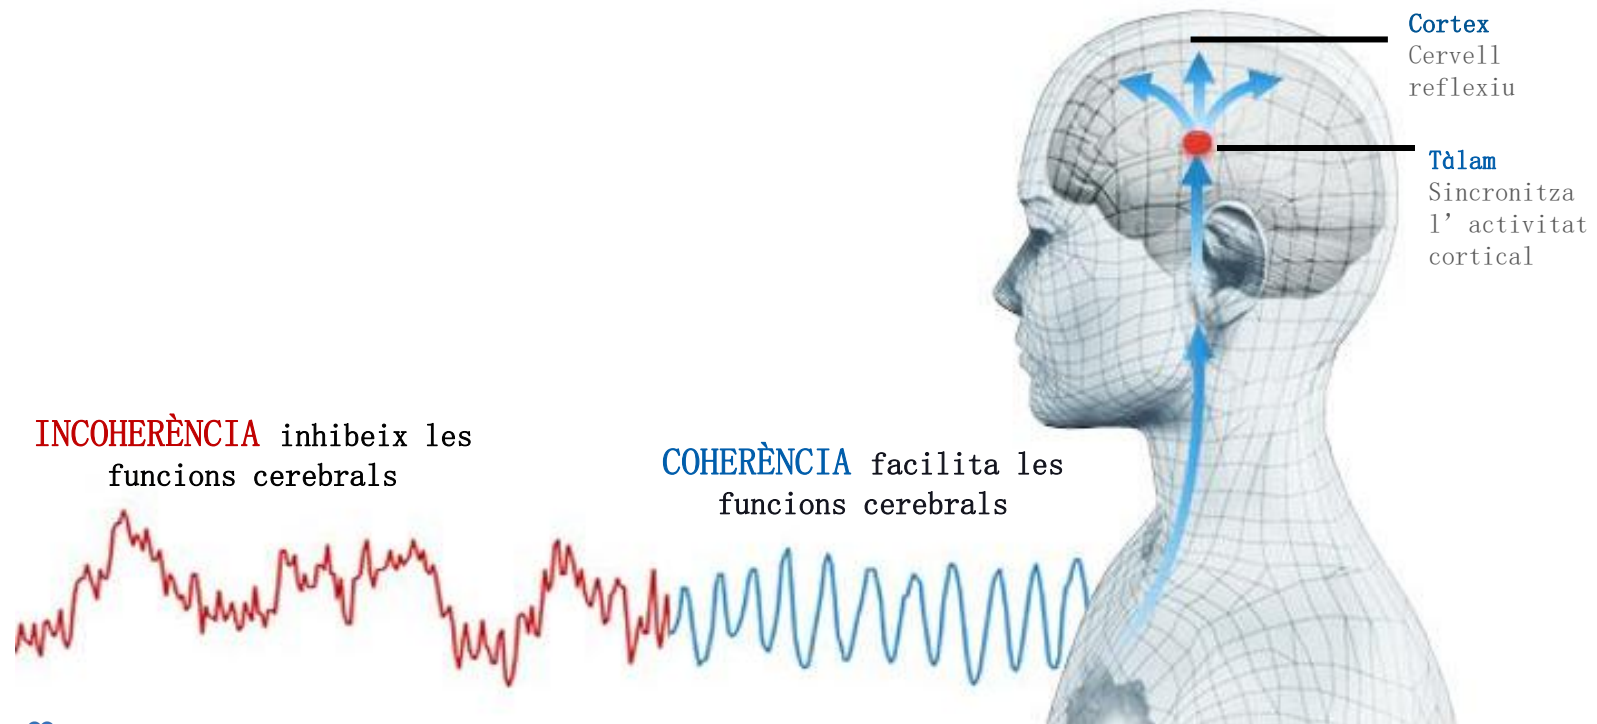 Cortex
Cervell
reflexiu
Tàlam
Sincronitza
l’activitat
cortical
INCOHERÈNCIA inhibeix les
funcions cerebrals
COHERÈNCIA facilita les
funcions cerebrals